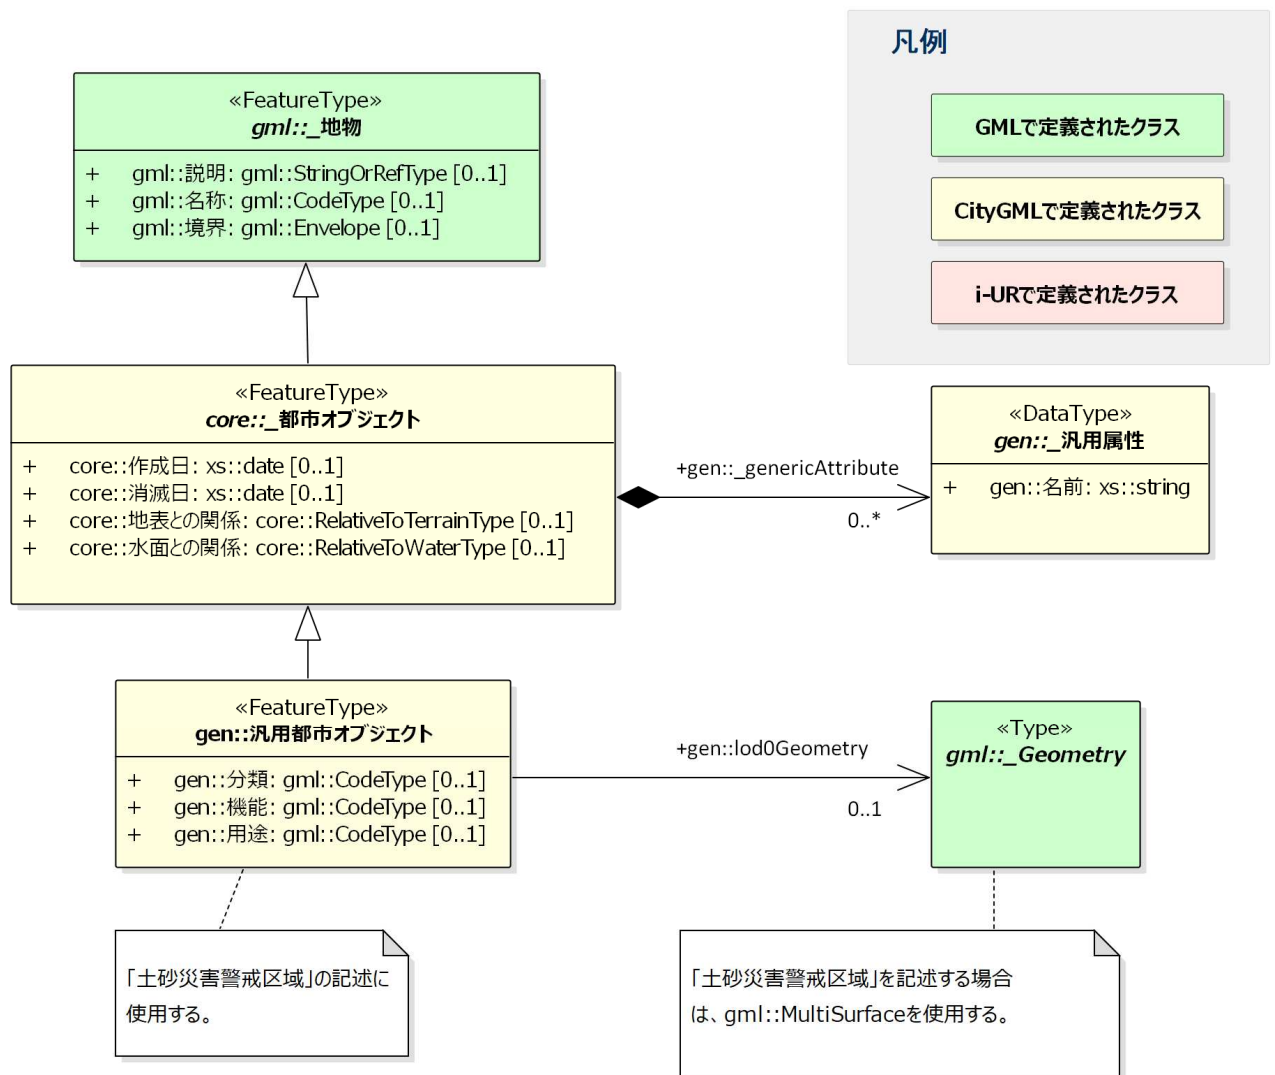 凡例
GMLで定義されたクラス
CityGMLで定義されたクラス
i-URで定義されたクラス
«FeatureType»
gml::_地物
+ gml::説明: gml::StringOrRefType [0..1]
+ gml::名称: gml::CodeType [0..1]
+ gml::境界: gml::Envelope [0..1]
«FeatureType»
core::_都市オブジェクト
+ core::作成日: xs::date [0..1]
+ core::消滅日: xs::date [0..1]
+ core::地表との関係: core::RelativeToTerrainType [0..1]
+ core::水面との関係: core::RelativeToWaterType [0..1]
+gen::_genericAttribute
0..*
«DataType»
gen::_汎用属性
+ gen::名前: xs::string
«FeatureType»
gen::汎用都市オブジェクト
+ gen::分類: gml::CodeType [0..1]
+ gen::機能: gml::CodeType [0..1]
+ gen::用途: gml::CodeType [0..1]
+gen::lod0Geometry
0..1
«Type»
gml::_Geometry
「土砂災害警戒区域」の記述に
使用する。
「土砂災害警戒区域」を記述する場合
は、gml::MultiSurfaceを使用する。